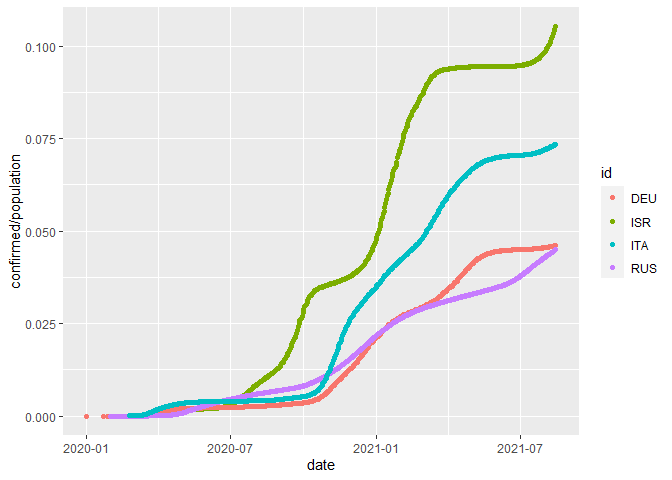 confirmed/population
0.100
0.075
0.050
0.025
0.000
2020-01
2020-07
2021-01
2021-07
date
id
DEU
ISR
ITA
RUS